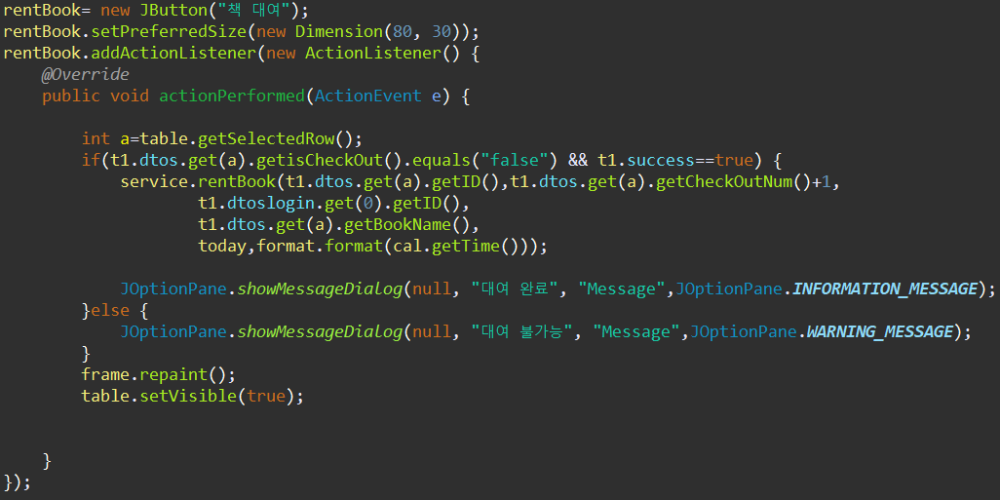 rentBook= new JButton("책 대여");
rentBook.setPreferredSize(new Dimension(80, 30));
rentBook.addActionListener(new ActionListener() {
@Override
public void actionPerformed(ActionEvent e) {
int a=table.getSelectedRow();
if(t1.dtos.get(a).getisCheckOut().equals("false") && t1.success==true) {
service.rentBook(t1.dtos.get(a).getID(),t1.dtos.get(a).getCheckOutNum()+1,
t1.dtoslogin.get(0).getID(),
t1.dtos.get(a).getBookName(),
today,format.format(cal.getTime()));
JOptionPane.showMessageDialog(null, "대여 완료", "Message",JOptionPane.INFORMATION_MESSAGE);
}else {
JOptionPane.showMessageDialog(null, "대여 불가능", "Message",JOptionPane.WARNING_MESSAGE);
}
frame.repaint();
table.setVisible(true);
}
});